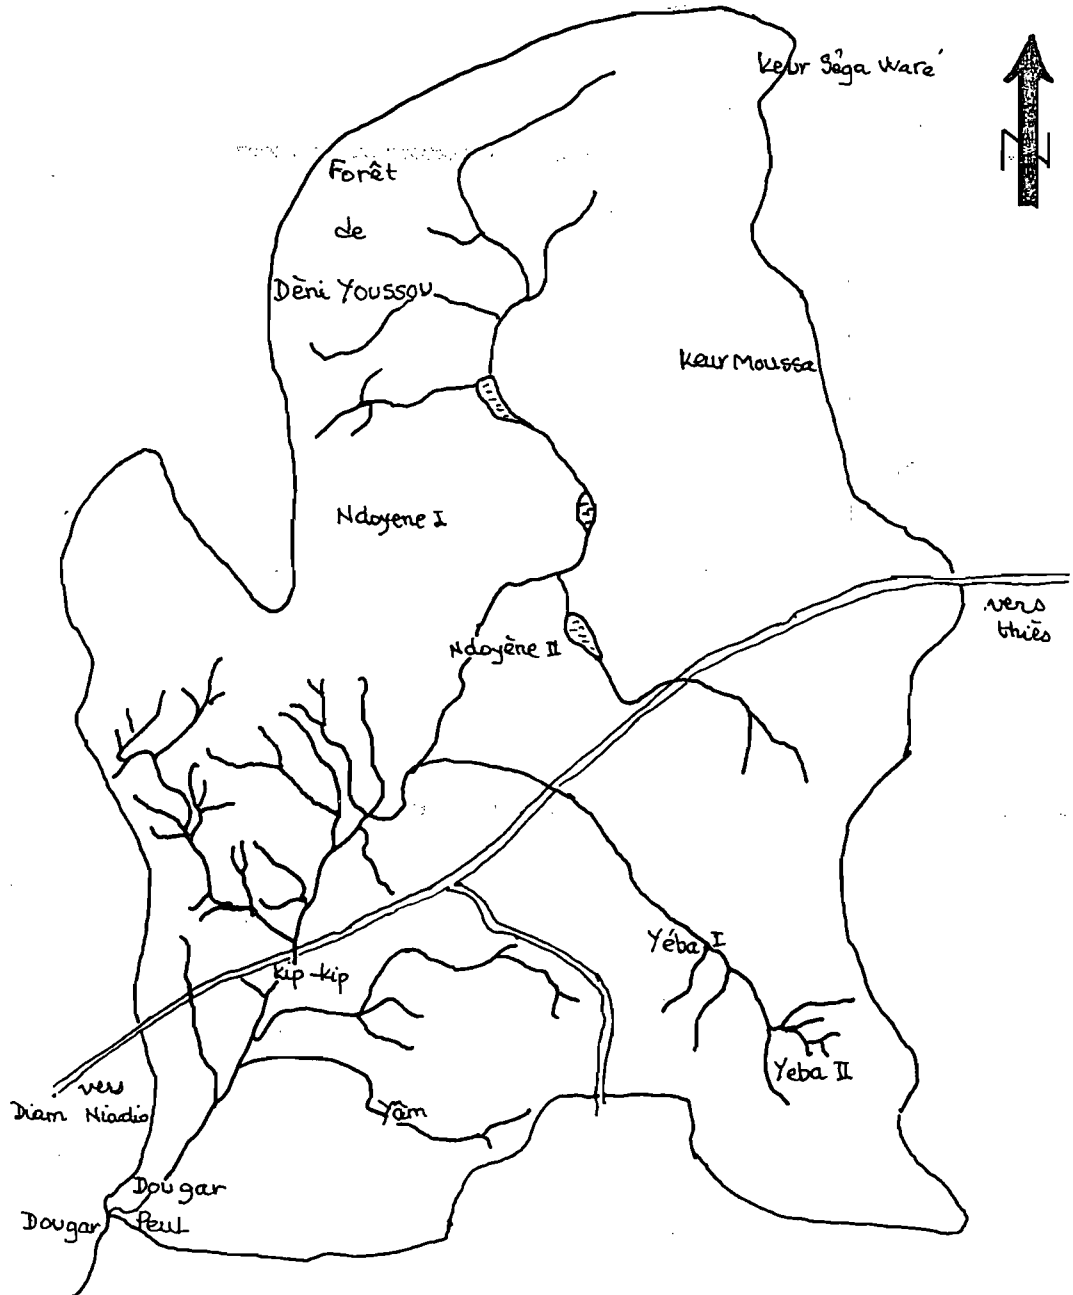 Keur Séga Waré
N
Forêt
de
Dèni Youssou
Keur Moussa
Ndoyene I
vers
thiès
Ndoyène II
Yéba I
Kip-kip
Yeba II
vers
Diam Niadio
Yâm
Dougar
Dougar Peul